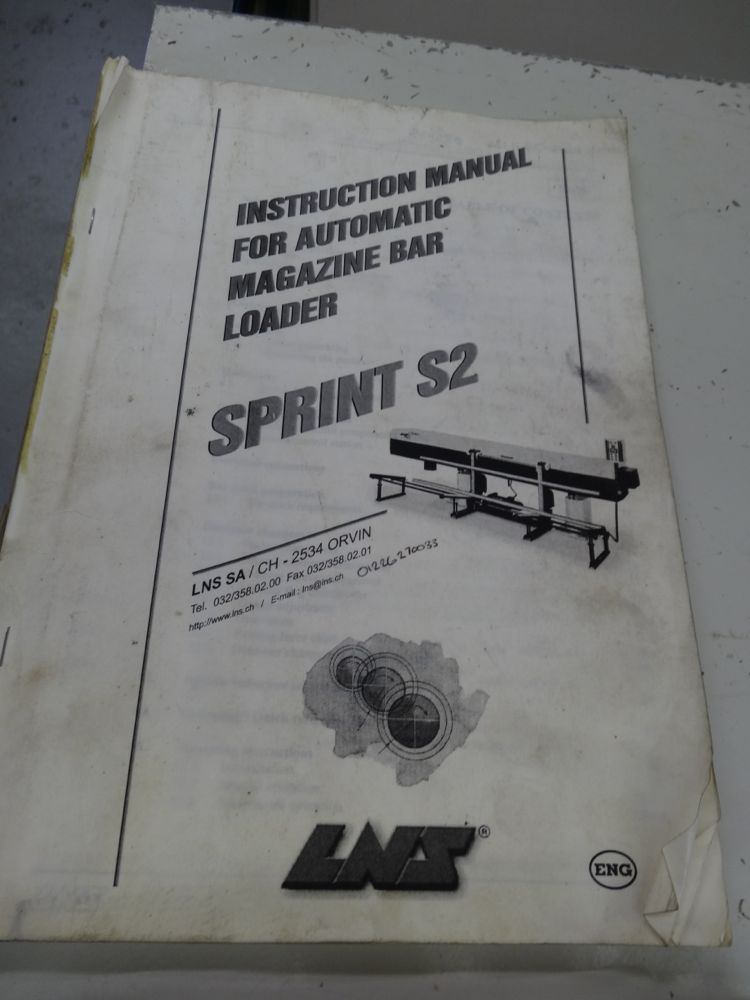 INSTRUCTION MANUAL
FOR AUTOMATIC
MAGAZINE BAR
LOADER
SPRINT S2
LNS SA / CH - 2534 ORVIN
Tel. 032/358.02.00 Fax 032/358.02.01
http://www.lns.ch / E-mail : lns@lns.ch
01226270033
LNS®
ENG